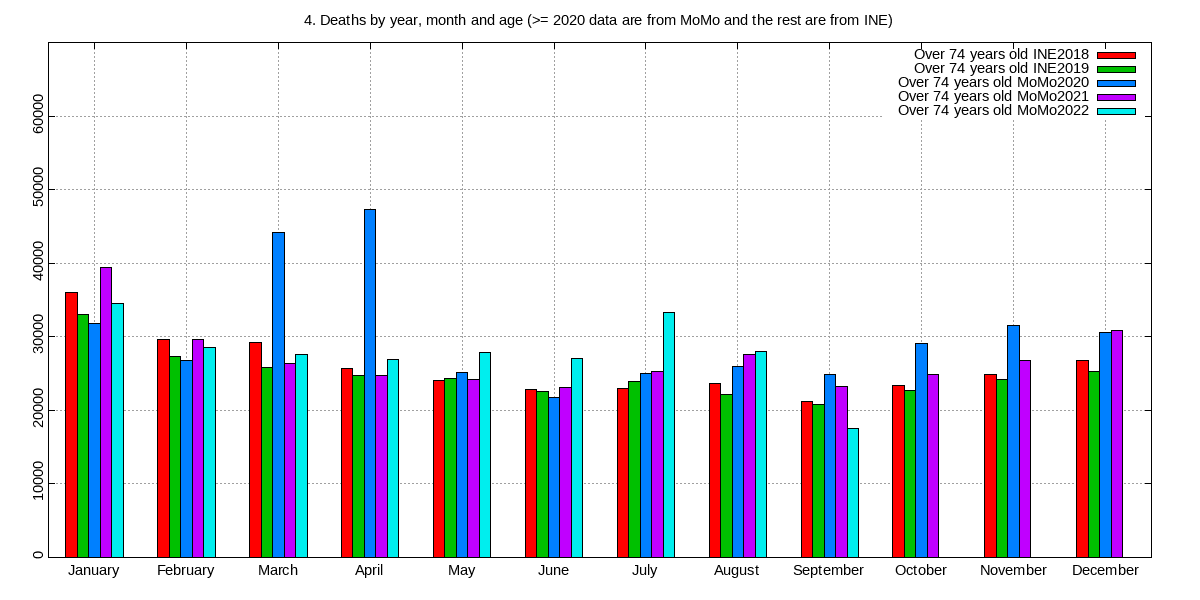 4. Deaths by year, month and age (>= 2020 data are from MoMo and the rest are from INE)
Over 74 years old INE2018
Over 74 years old INE2019
Over 74 years old MoMo2020
Over 74 years old MoMo2021
Over 74 years old MoMo2022
60000
50000
40000
30000
20000
10000
0
January February March April May June July August September October November December